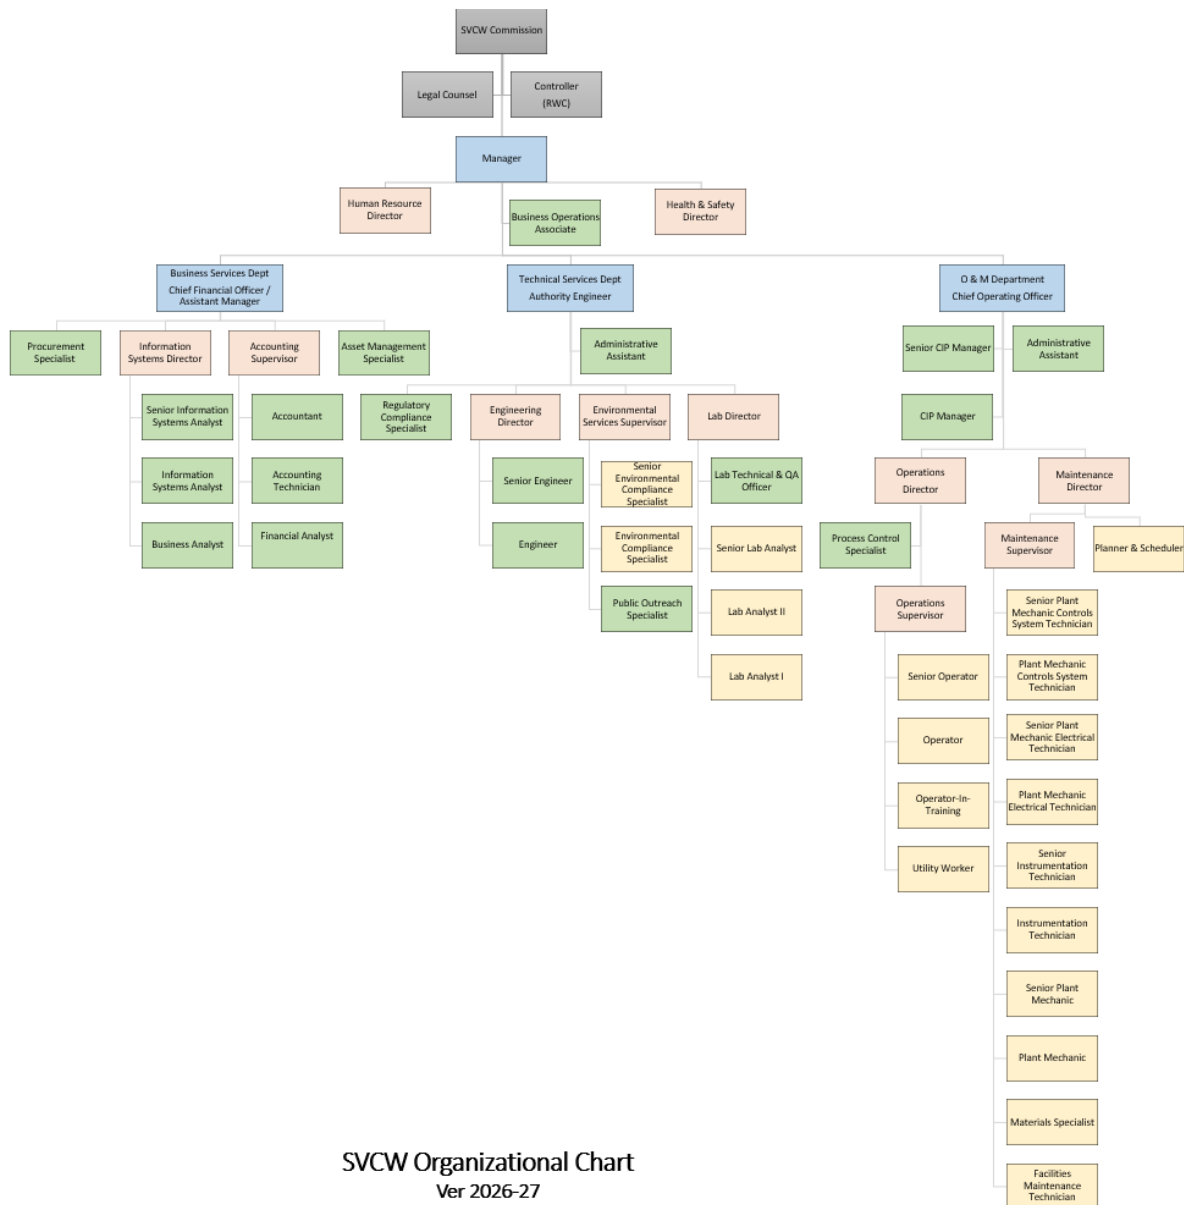 SVCW Commission
Legal Counsel
Controller
(RWC)
Manager
Human Resource
Director
Business Operations
Associate
Health & Safety
Director
Business Services Dept
Chief Financial Officer /
Assistant Manager
Technical Services Dept
Authority Engineer
O & M Department
Chief Operating Officer
Procurement
Specialist
Information
Systems Director
Accounting
Supervisor
Asset Management
Specialist
Senior Information
Systems Analyst
Information
Systems Analyst
Business Analyst
Accountant
Accounting
Technician
Financial Analyst
Administrative
Assistant
Regulatory
Compliance
Specialist
Engineering
Director
Environmental
Services Supervisor
Lab Director
Senior Engineer
Engineer
Senior
Environmental
Compliance
Specialist
Environmental
Compliance
Specialist
Public Outreach
Specialist
Lab Technical & QA
Officer
Senior Lab Analyst
Lab Analyst II
Lab Analyst I
Senior CIP Manager
Administrative
Assistant
CIP Manager
Operations
Director
Maintenance
Director
Process Control
Specialist
Operations
Supervisor
Senior Operator
Operator
Operator-In-
Training
Utility Worker
Maintenance
Supervisor
Planner & Scheduler
Senior Plant
Mechanic Controls
System Technician
Plant Mechanic
Controls System
Technician
Senior Plant
Mechanic Electrical
Technician
Plant Mechanic
Electrical Technician
Senior
Instrumentation
Technician
Instrumentation
Technician
Senior Plant
Mechanic
Plant Mechanic
Materials Specialist
Facilities
Maintenance
Technician
SVCW Organizational Chart
Ver 2026-27